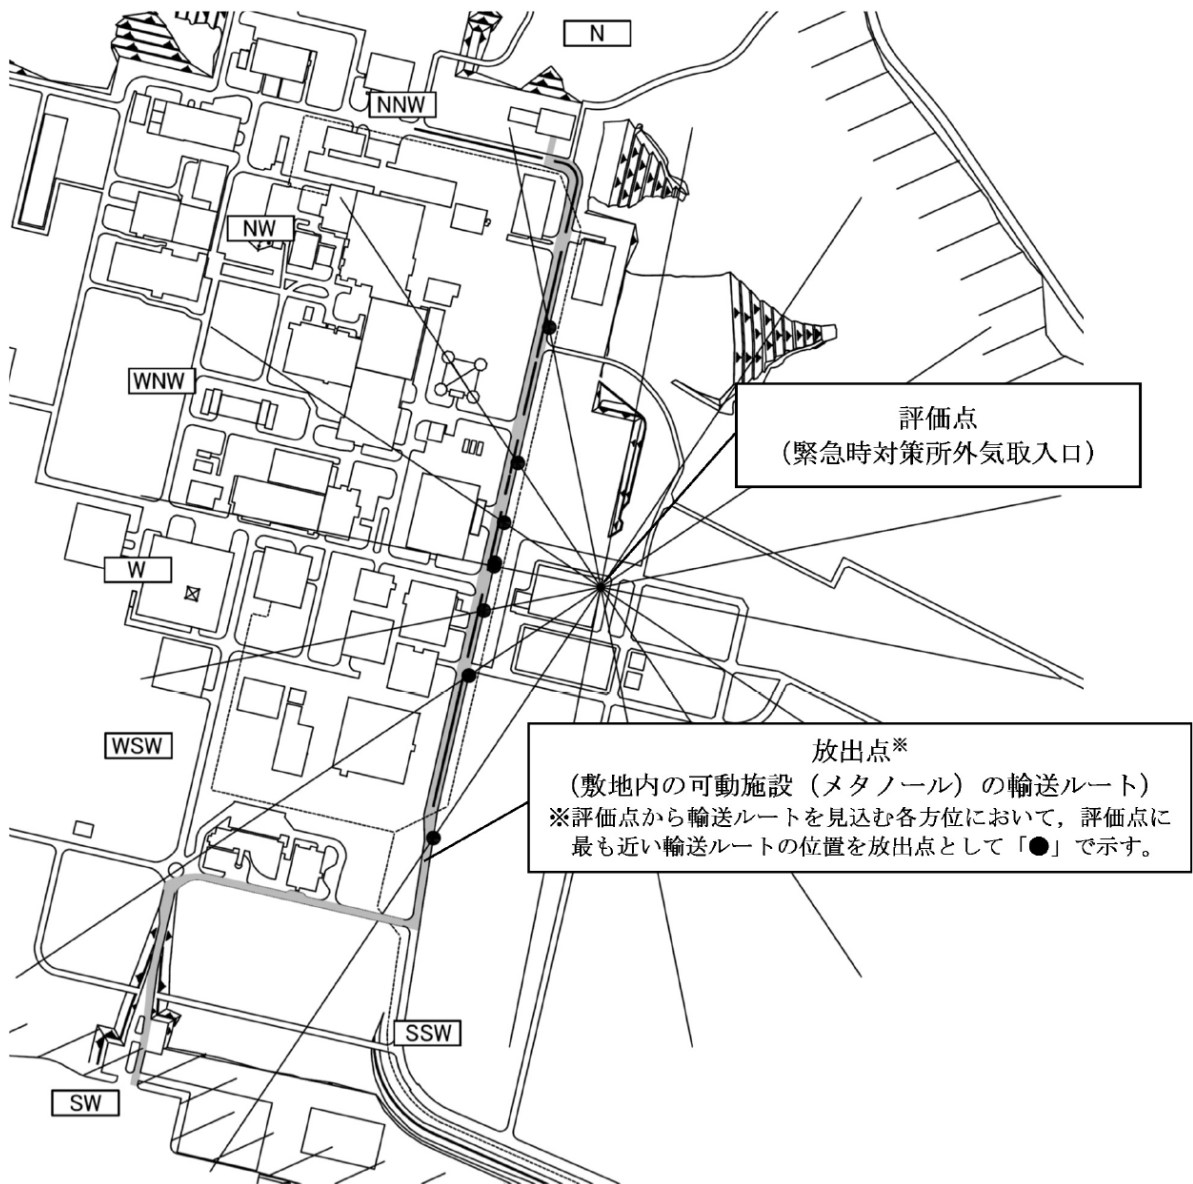 N
NNW
NW
WNW
評価点
（緊急時対策所外気取入口）
W
WSW
放出点※
（敷地内の可動施設（メタノール）の輸送ルート）
※評価点から輸送ルートを見込む各方位において，評価点に
最も近い輸送ルートの位置を放出点として「●」で示す。
SSW
SW